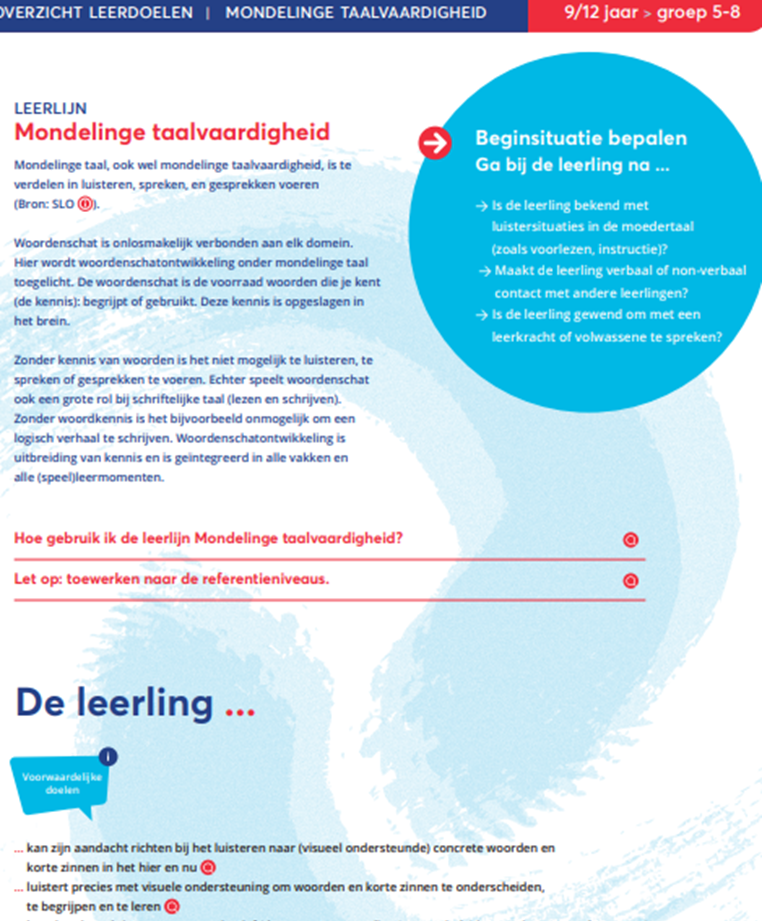 OVERZICHT LEERDOELEN | MONDELINGE TAALVAARDIGHEID
9/12 jaar > groep 5-8
LEERLIJN
Mondelinge taalvaardigheid
Mondelinge taal, ook wel mondelinge taalvaardigheid, is te
verdelen in luisteren, spreken, en gesprekken voeren
(Bron: SLO).
Woordenschat is onlosmakelijk verbonden aan elk domein.
Hier wordt woordenschatontwikkeling onder mondelinge taal
toegelicht. De woordenschat is de voorraad woorden die je kent
(de kennis): begrijpt of gebruikt. Deze kennis is opgeslagen in
het brein.
Zonder kennis van woorden is het niet mogelijk te luisteren, te
spreken of gesprekken te voeren. Echter speelt woordenschat
ook een grote rol bij schriftelijke taal (lezen en schrijven).
Zonder woordkennis is het bijvoorbeeld onmogelijk om een
logisch verhaal te schrijven. Woordenschatontwikkeling is
uitbreiding van kennis en is geïntegreerd in alle vakken en
alle (speel)leermomenten.
Beginsituatie bepalen
Ga bij de leerling na ...
→ Is de leerling bekend met
luistersituaties in de moedertaal
(zoals voorlezen, instructie)?
→ Maakt de leerling verbaal of non-verbaal
contact met andere leerlingen?
→ Is de leerling gewend om met een
leerkracht of volwassene te spreken?
Hoe gebruik ik de leerlijn Mondelinge taalvaardigheid?
Let op: toewerken naar de referentieniveaus.
De leerling ...
i
Voorwaardelijke
doelen
... kan zijn aandacht richten bij het luisteren naar (visueel ondersteunde) concrete woorden en
korte zinnen in het hier en nu
... luistert precies met visuele ondersteuning om woorden en korte zinnen te onderscheiden,
te begrijpen en te leren